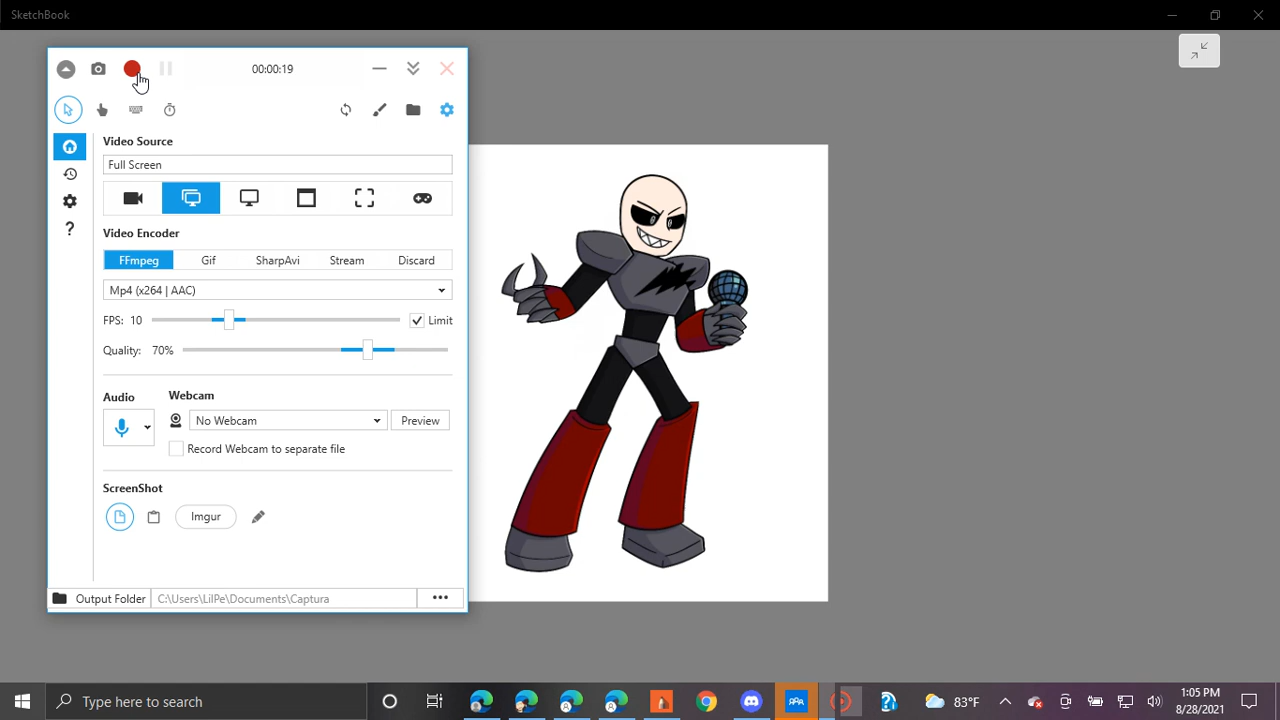 SketchBook
00:00:19
Video Source
Full Screen
Video Encoder
FFmpeg Gif SharpAvi Stream Discard
Mp4 (x264 | AAC)
FPS: 10 Limit
Quality: 70%
Audio Webcam
No Webcam Preview
Record Webcam to separate file
ScreenShot
Imgur
Output Folder C:\Users\LilPe\Documents\Captura
Type here to search
83°F
1:05 PM
8/28/2021